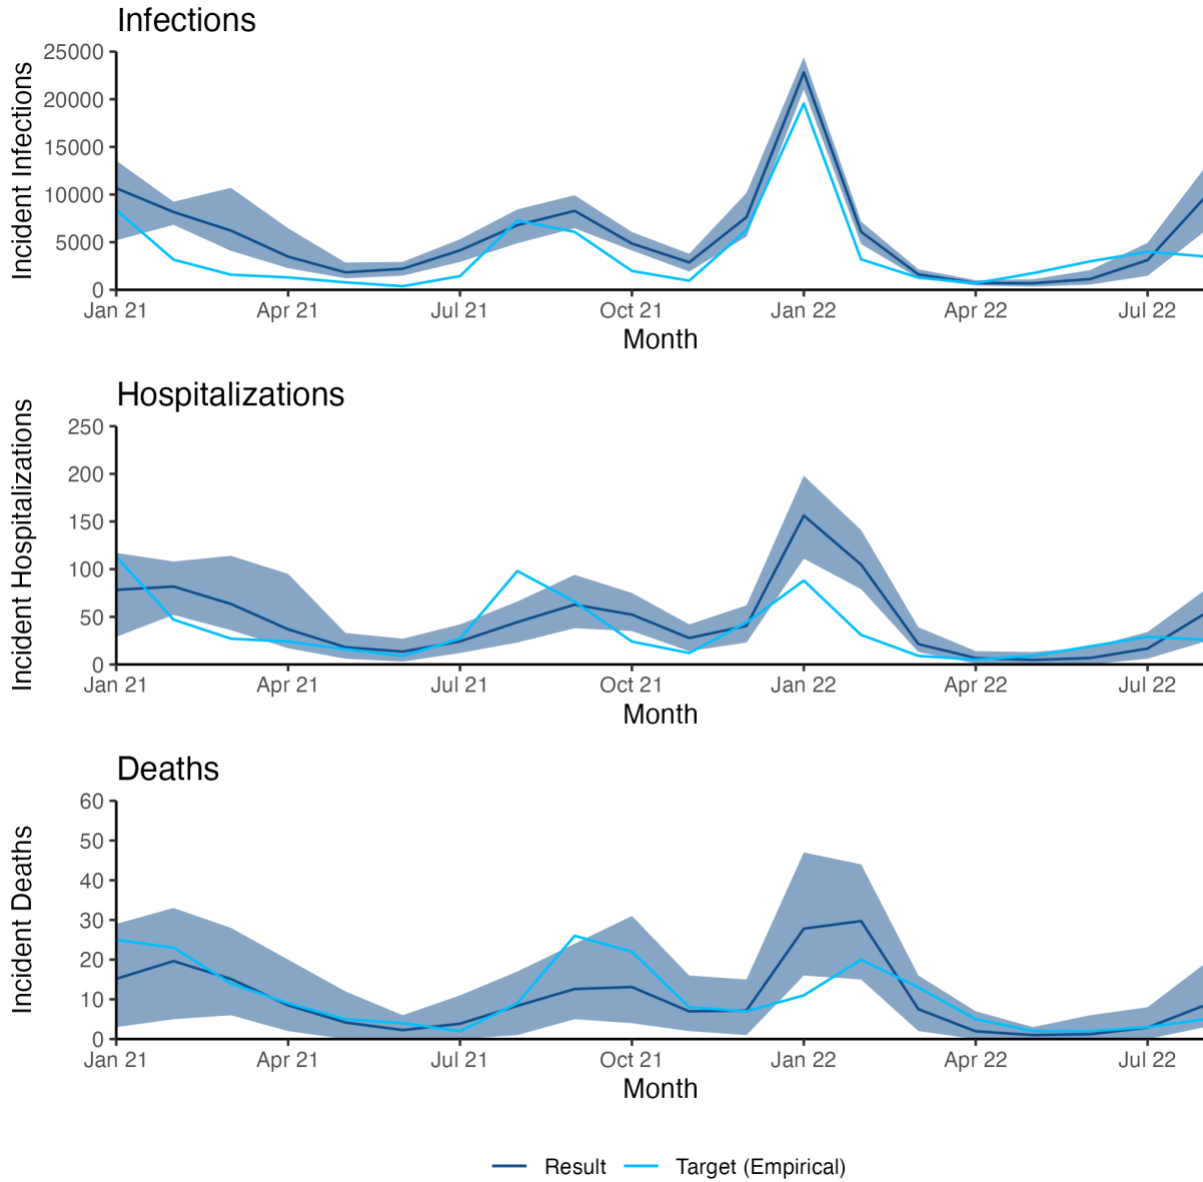 Infections
Incident Infections
25000
20000
15000
10000
5000
0
Jan 21 Apr 21 Jul 21 Oct 21 Jan 22 Apr 22 Jul 22
Month
Hospitalizations
Incident Hospitalizations
250
200
150
100
50
0
Jan 21 Apr 21 Jul 21 Oct 21 Jan 22 Apr 22 Jul 22
Month
Deaths
Incident Deaths
60
50
40
30
20
10
0
Jan 21 Apr 21 Jul 21 Oct 21 Jan 22 Apr 22 Jul 22
Month
Result Target (Empirical)